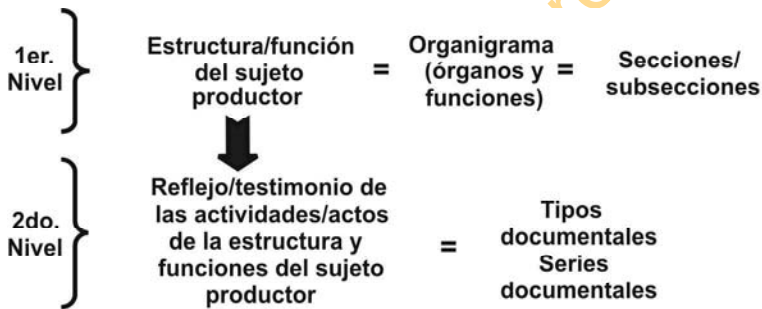 1er.
Nivel
Estructura/función
del sujeto
productor
=
Organigrama
(órganos y
funciones)
=
Secciones/
subsecciones
2do.
Nivel
Reflejo/testimonio de
las actividades/actos
de la estructura y
funciones del sujeto
productor
=
Tipos
documentales
Series
documentales